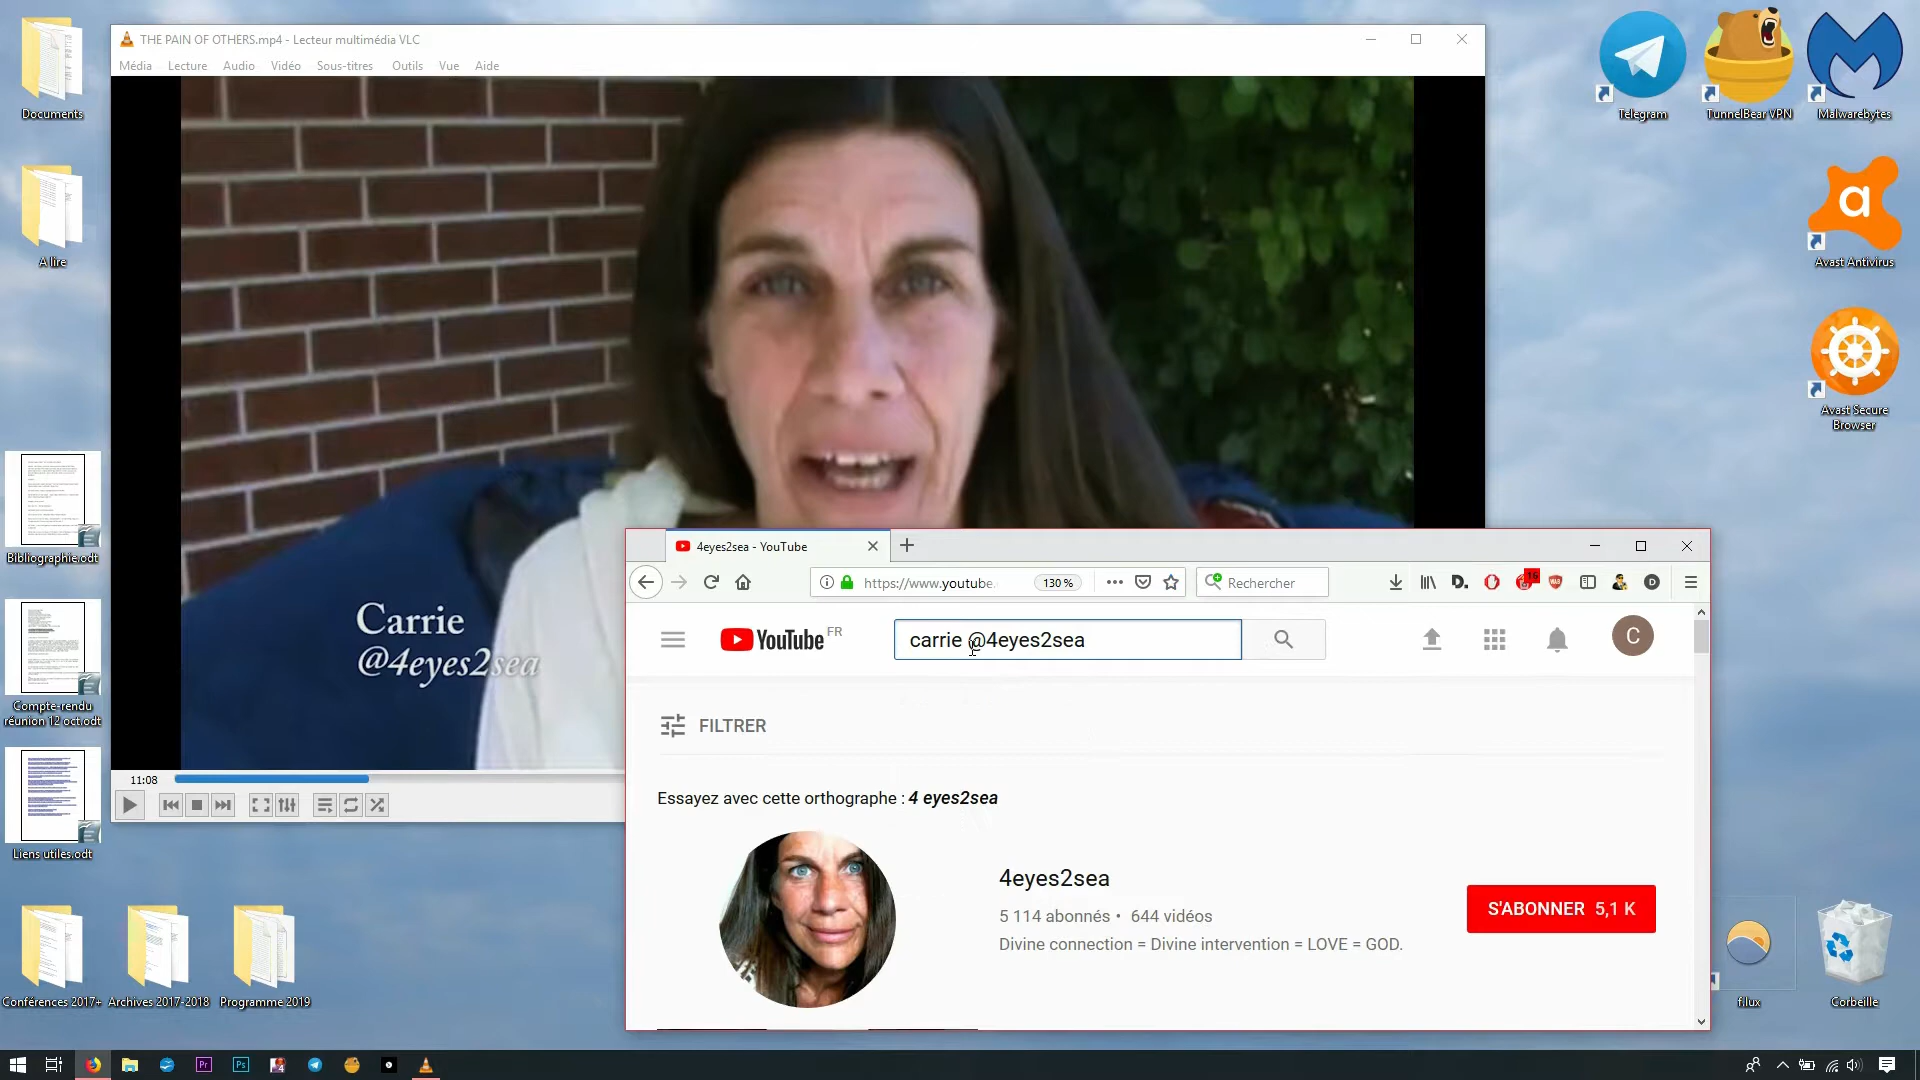 THE PAIN OF OTHERS.mp4 - Lecteur multimédia VLC
Média Lecture Audio Vidéo Sous-titres Outils Vue Aide
Documents
A lire
Bibliographie.odt
Compte-rendu
réunion 12 oct.odt
Liens utiles.odt
Conférences 2017+
Archives 2017-2018
Programme 2019
Telegram
TunnelBear VPN
Malwarebytes
a
Avast Antivirus
Avast Secure
Browser
Carrie
@4eyes2sea
11:08
4eyes2sea - YouTube
https://www.youtube.
130 %
Rechercher
D.
16
D
YouTube FR
carrie @4eyes2sea
C
FILTRER
Essayez avec cette orthographe : 4 eyes2sea
4eyes2sea
5 114 abonnés • 644 vidéos
Divine connection = Divine intervention = LOVE = GOD.
S'ABONNER 5,1 K
f.lux
Corbeille
Pr
Ps